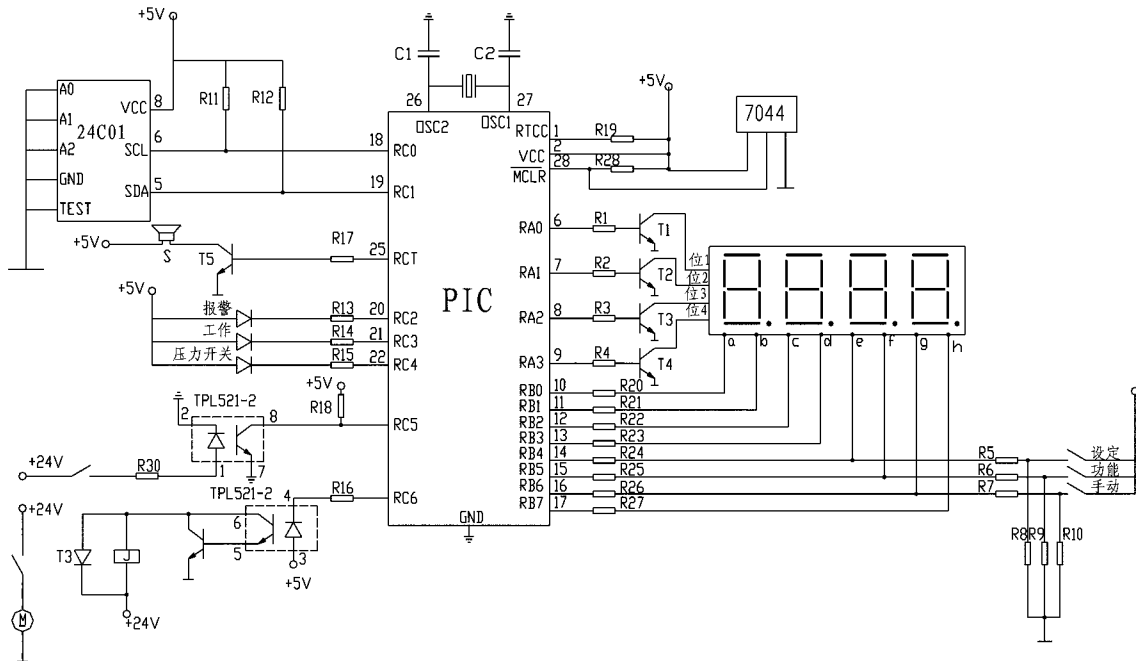 +5V
C1
C2
26
27
OSC2
OSC1
A0
A1
A2
GND
TEST
24C01
VCC
8
SCL
6
SDA
5
R11
R12
18
RC0
19
RC1
+5V
S
T5
R17
25
RCT
+5V
报警
R13
20
RC2
工作
R14
21
RC3
压力开关
R15
22
RC4
+5V
R18
TPL521-2
2
8
RC5
1
7
+24V
R30
TPL521-2
4
R16
RC6
6
5
3
+5V
+24V
T3
J
+24V
M
PIC
GND
RTCC
1
R19
VCC
2
MCLR
28
R28
+5V
7044
RA0
6
R1
T1
RA1
7
R2
T2
RA2
8
R3
T3
RA3
9
R4
T4
位1
位2
位3
位4
a
b
c
d
e
f
g
h
RB0
10
R20
RB1
11
R21
RB2
12
R22
RB3
13
R23
RB4
14
R24
RB5
15
R25
RB6
16
R26
RB7
17
R27
R5
设定
R6
功能
R7
手动
R8
R9
R10